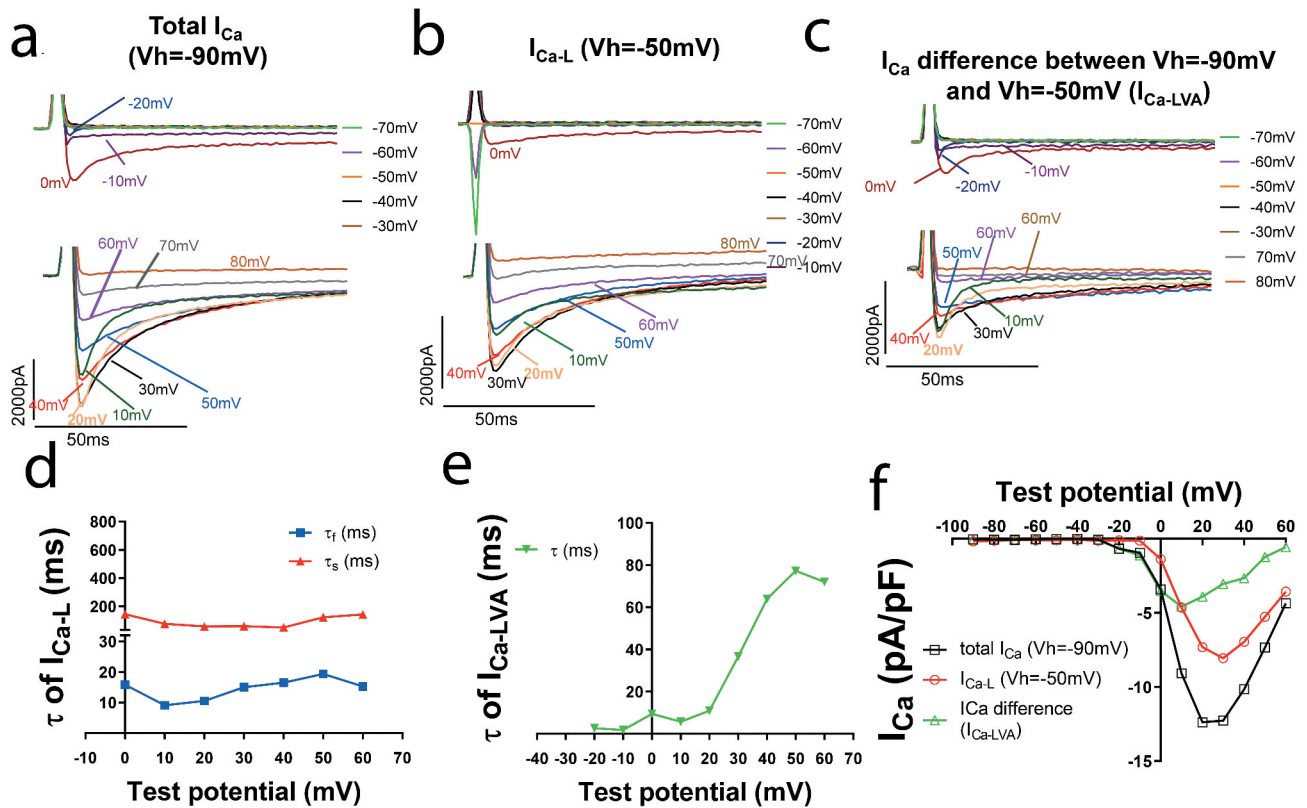 a
Total ICa
(Vh=-90mV)
-20mV
0mV
-10mV
-70mV
-60mV
-50mV
-40mV
-30mV
60mV
70mV
80mV
2000pA
40mV
20mV
10mV
30mV
50mV
50ms
b
ICa-L (Vh=-50mV)
0mV
-70mV
-60mV
-50mV
-40mV
-30mV
-20mV
-10mV
80mV
70mV
60mV
50mV
10mV
2000pA
40mV
30mV
20mV
50ms
c
ICa difference between Vh=-90mV
and Vh=-50mV (ICa-LVA)
0mV
-20mV
-10mV
-70mV
-60mV
-50mV
-40mV
-30mV
70mV
80mV
50mV
60mV
60mV
2000pA
40mV
20mV
30mV
10mV
50ms
d
τ of ICa-L
(ms)
800
600
400
200
30
20
10
τf (ms)
τs (ms)
-10 0 10 20 30 40 50 60 70
Test potential (mV)
e
τ of ICa-LVA (ms)
100
80
60
40
20
τ (ms)
-40 -30 -20 -10 0 10 20 30 40 50 60 70
Test potential (mV)
f
Test potential (mV)
-100 -80 -60 -40 -20 0 20 40 60
-5
-10
-15
ICa (pA/pF)
total ICa (Vh=-90mV)
ICa-L (Vh=-50mV)
ICa difference
(ICa-LVA)